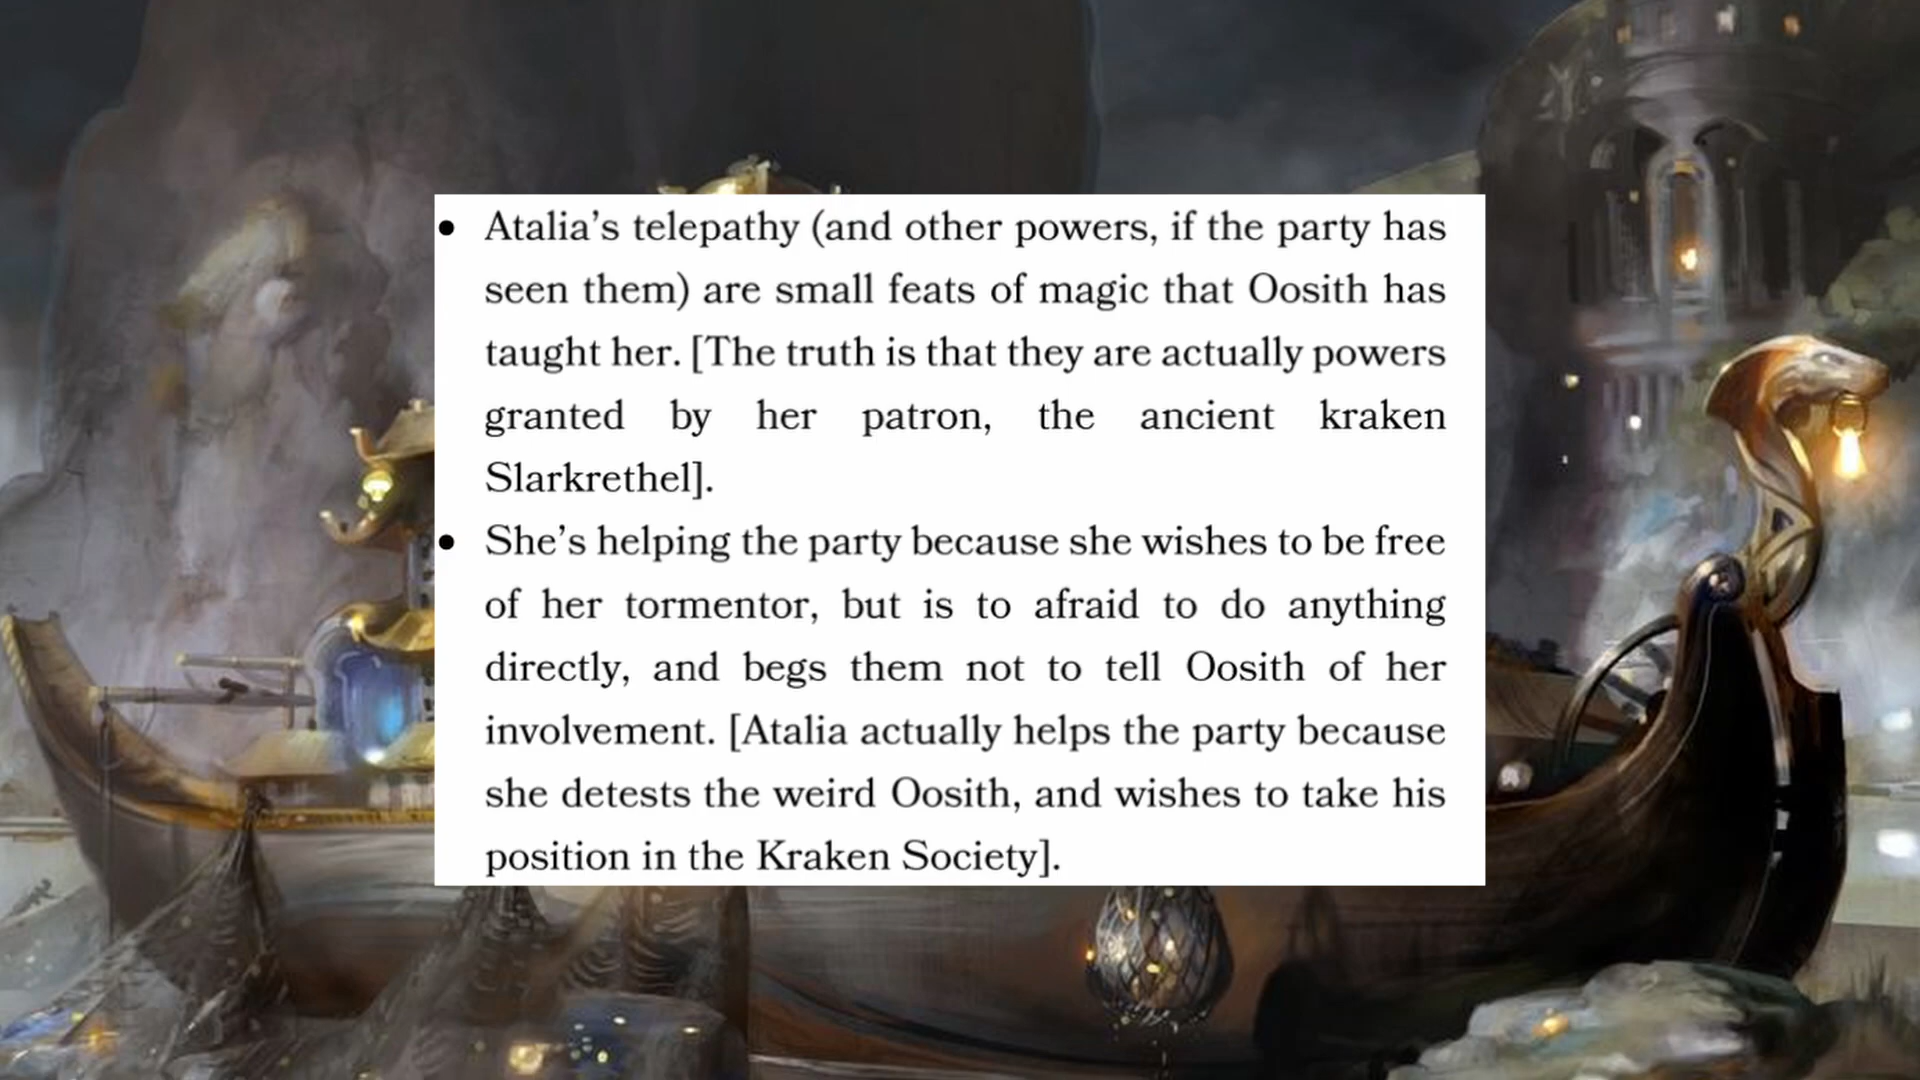 • Atalia’s telepathy (and other powers, if the party has
seen them) are small feats of magic that Oosith has
taught her. [The truth is that they are actually powers
granted by her patron, the ancient kraken
Slarkrethel].
• She’s helping the party because she wishes to be free
of her tormentor, but is to afraid to do anything
directly, and begs them not to tell Oosith of her
involvement. [Atalia actually helps the party because
she detests the weird Oosith, and wishes to take his
position in the Kraken Society].